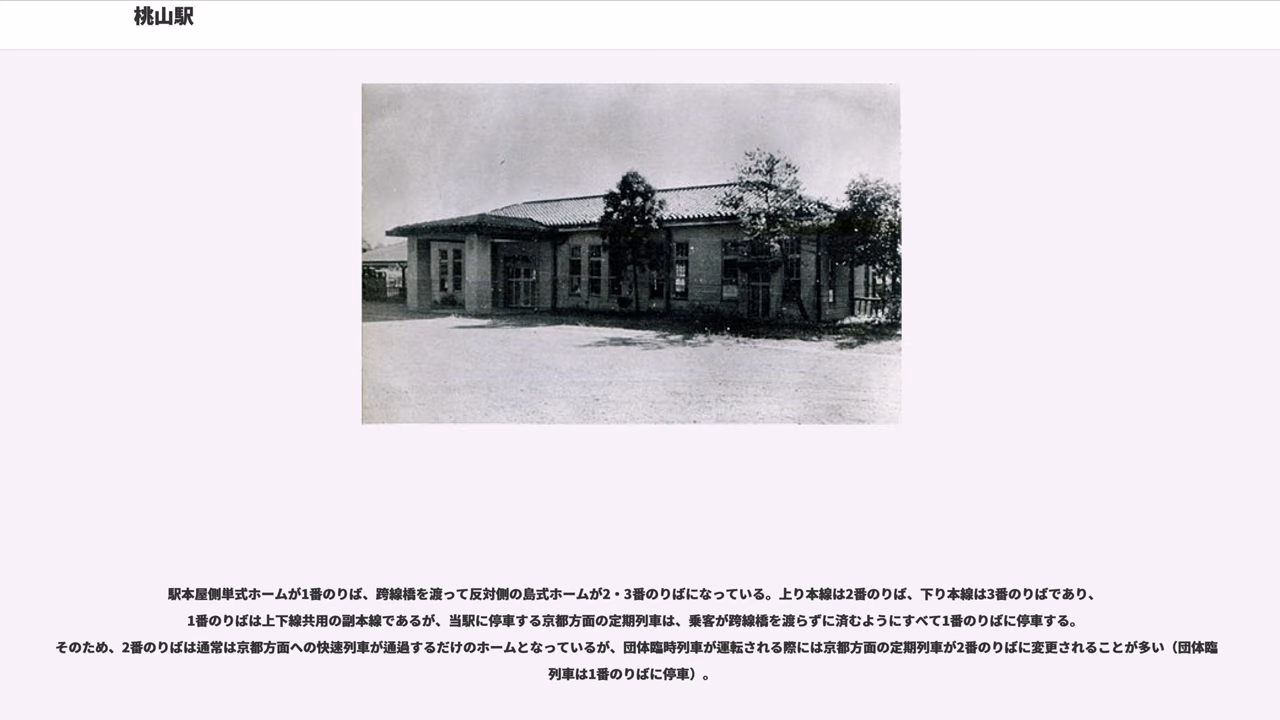 桃山駅
駅本屋側単式ホームが1番のりば、跨線橋を渡って反対側の島式ホームが2・3番のりばになっている。上り本線は2番のりば、下り本線は3番のりばであり、
1番のりばは上下線共用の副本線であるが、当駅に停車する京都方面の定期列車は、乗客が跨線橋を渡らずに済むようにすべて1番のりばに停車する。
そのため、2番のりばは通常は京都方面への快速列車が通過するだけのホームとなっているが、団体臨時列車が運転される際には京都方面の定期列車が2番のりばに変更されることが多い（団体臨
列車は1番のりばに停車）。